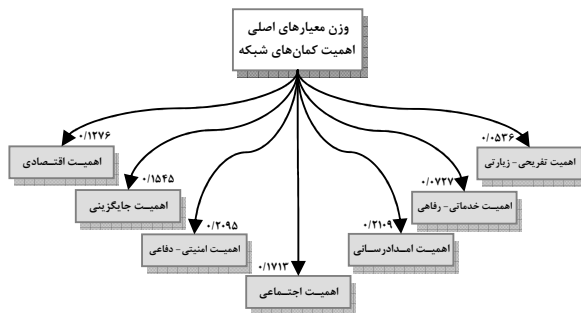 وزن معیارهای اصلی
اهمیت کمان‌های شبکه
۰/۰۵۳۶
اهمیت تفریحی- زیارتی
۰/۱۲۷۶
اهمیت اقتصادی
۰/۰۷۲۷
اهمیت خدماتی- رفاهی
۰/۱۵۴۵
اهمیت جایگزینی
۰/۲۱۰۹
اهمیت امدادرسانی
۰/۲۰۹۵
اهمیت امنیتی- دفاعی
۰/۱۷۱۳
اهمیت اجتماعی